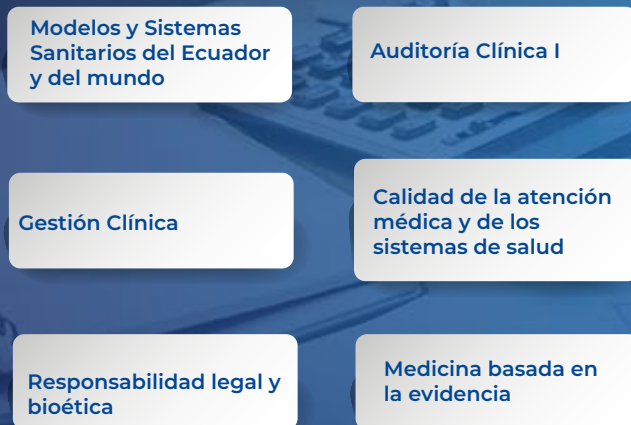 Modelos y Sistemas
Sanitarios del Ecuador
y del mundo
Auditoría Clínica I
Gestión Clínica
Calidad de la atención
médica y de los
sistemas de salud
Responsabilidad legal y
bioética
Medicina basada en
la evidencia